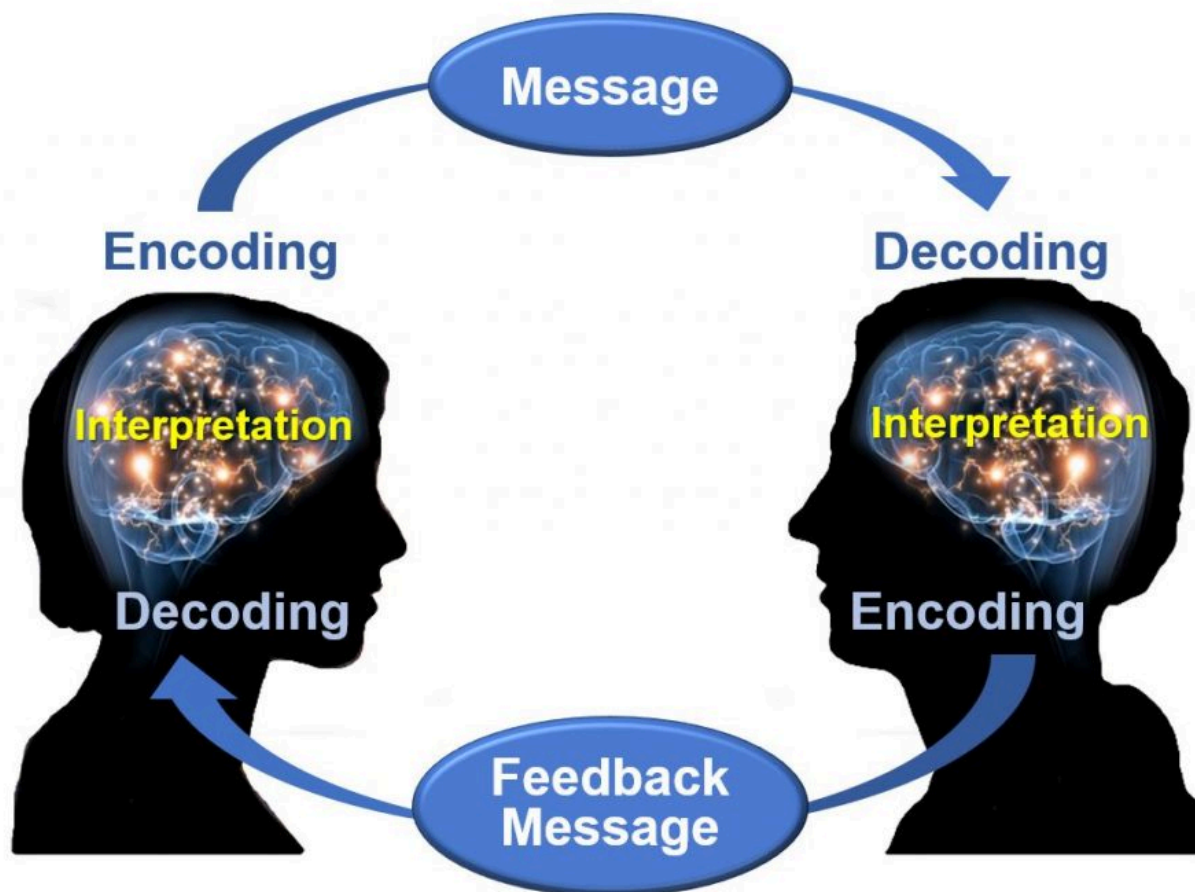 Message
Encoding
Decoding
Interpretation
Interpretation
Decoding
Encoding
Feedback
Message